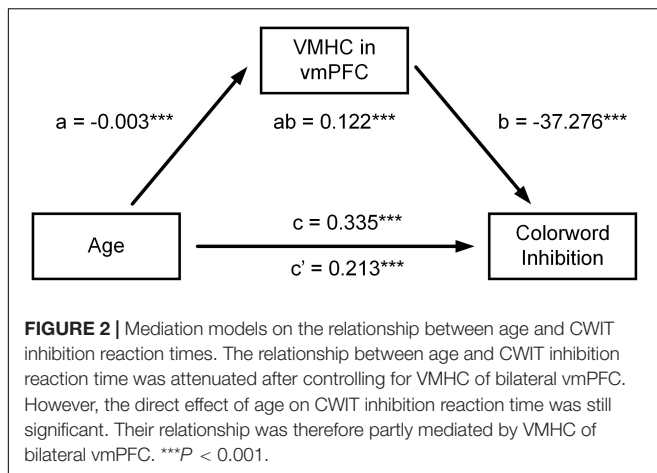 VMHC in
vmPFC
a = -0.003***
ab = 0.122***
b = -37.276***
Age
c = 0.335***
c' = 0.213***
Colorword
Inhibition
FIGURE 2 | Mediation models on the relationship between age and CWIT
inhibition reaction times. The relationship between age and CWIT inhibition
reaction time was attenuated after controlling for VMHC of bilateral vmPFC.
However, the direct effect of age on CWIT inhibition reaction time was still
significant. Their relationship was therefore partly mediated by VMHC of
bilateral vmPFC. ***P < 0.001.